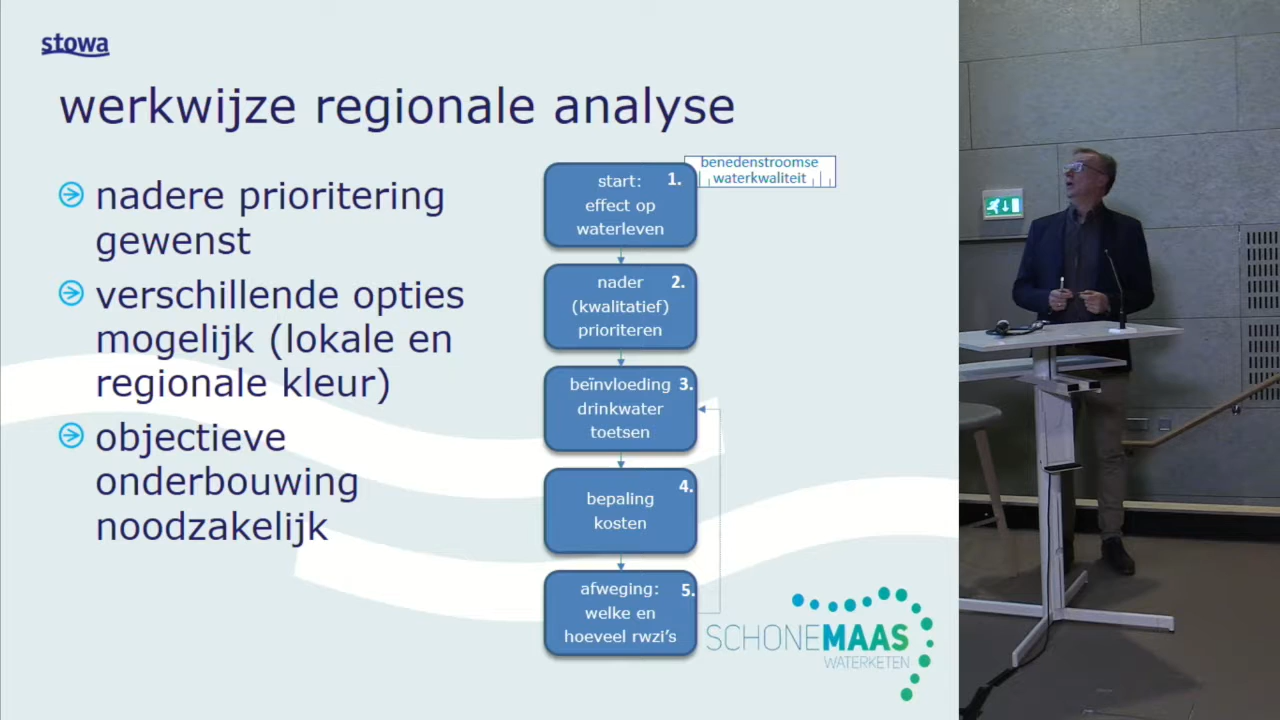 stowa
werkwijze regionale analyse
nadere prioritering
gewenst
verschillende opties
mogelijk (lokale en
regionale kleur)
objectieve
onderbouwing
noodzakelijk
benedenstroomse
waterkwaliteit
start: 1.
effect op
waterleven
nader 2.
(kwalitatief)
prioriteren
beïnvloeding 3.
drinkwater
toetsen
4.
bepaling
kosten
afweging: 5.
welke en
hoeveel rwzi's
SCHONEMAAS
WATERKETEN